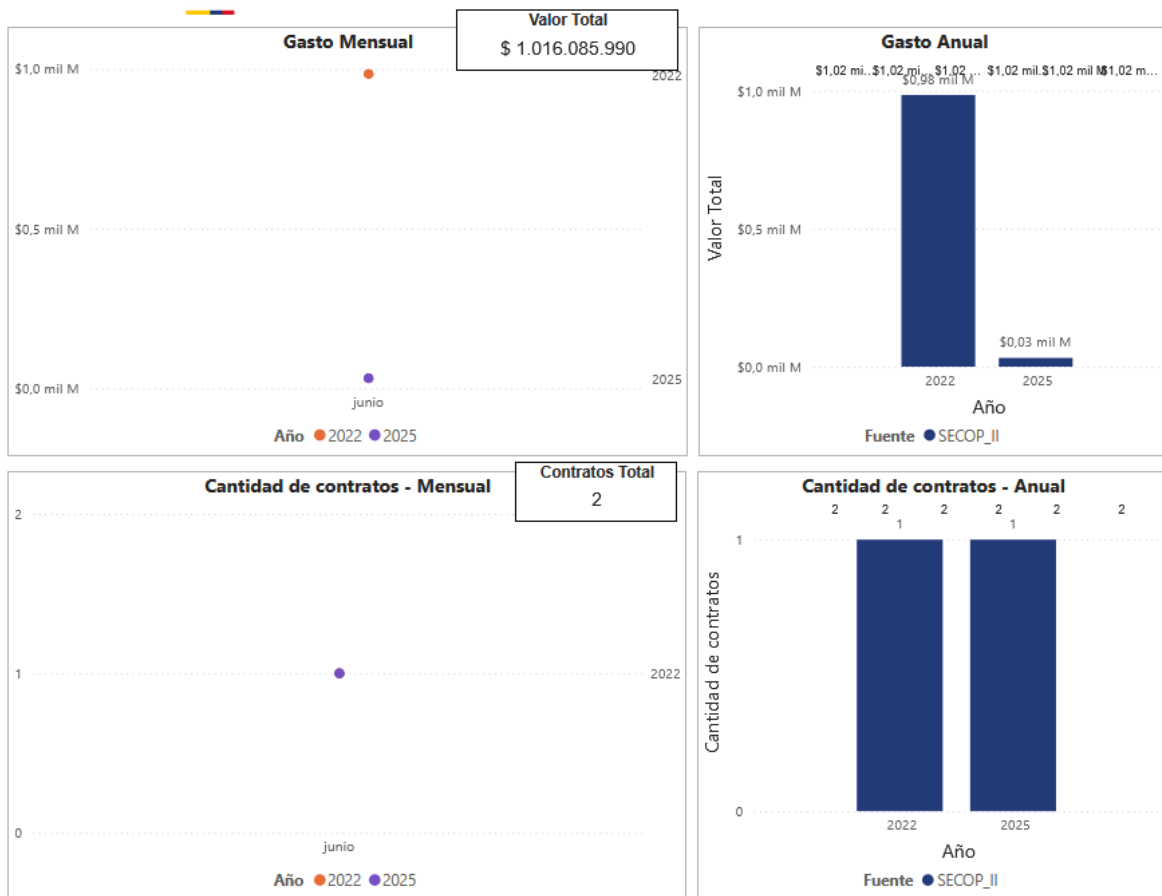 Gasto Mensual
Valor Total
$ 1.016.085.990
$1,0 mil M
2022
$0,5 mil M
$0,0 mil M
2025
junio
Año 2022 2025
Gasto Anual
$1,02 mi... $1,02 mi... $1,02 ... $1,02 mil... $1,02 mil M $1,02 m...
$0,98 mil M
$1,0 mil M
Valor Total
$0,5 mil M
$0,03 mil M
$0,0 mil M
2022 2025
Año
Fuente SECOP_II
Cantidad de contratos - Mensual
Contratos Total
2
2
1
2022
0
junio
Año 2022 2025
Cantidad de contratos - Anual
2 2 2 2 2 2
1 1
1
Cantidad de contratos
0
2022 2025
Año
Fuente SECOP_II